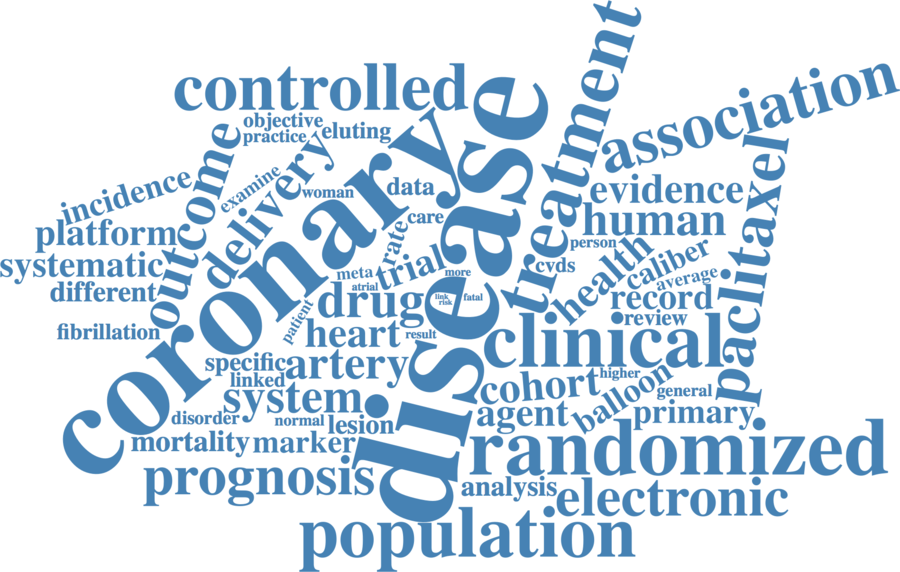 treatment
controlled
disease
association
objective
practice
eluting
outcome
delivery
coronary
paclitaxel
examine
woman
data
evidence
incidence
care
human
platform
rate
person
health
systematic
trial
cvds
caliber
meta
more
average
different
atrial
drug
link
risk
fatal
record
patient
fibrillation
heart
result
review
clinical
specific
artery
linked
cohort
higher
balloon
general
system
disorder
normal
lesion
agent
primary
mortality
marker
randomized
prognosis
analysis
electronic
population